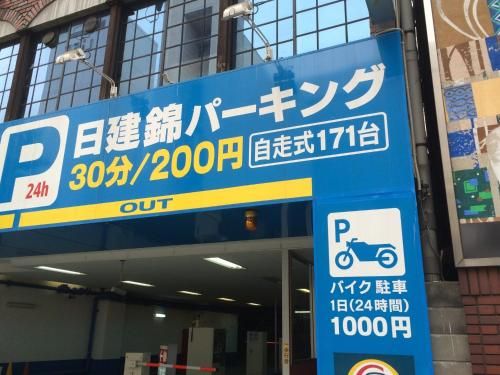 P
24h
日建錦パーキング
30分/200円
自走式171台
OUT
P
バイク駐車
1日(24時間)
1000円